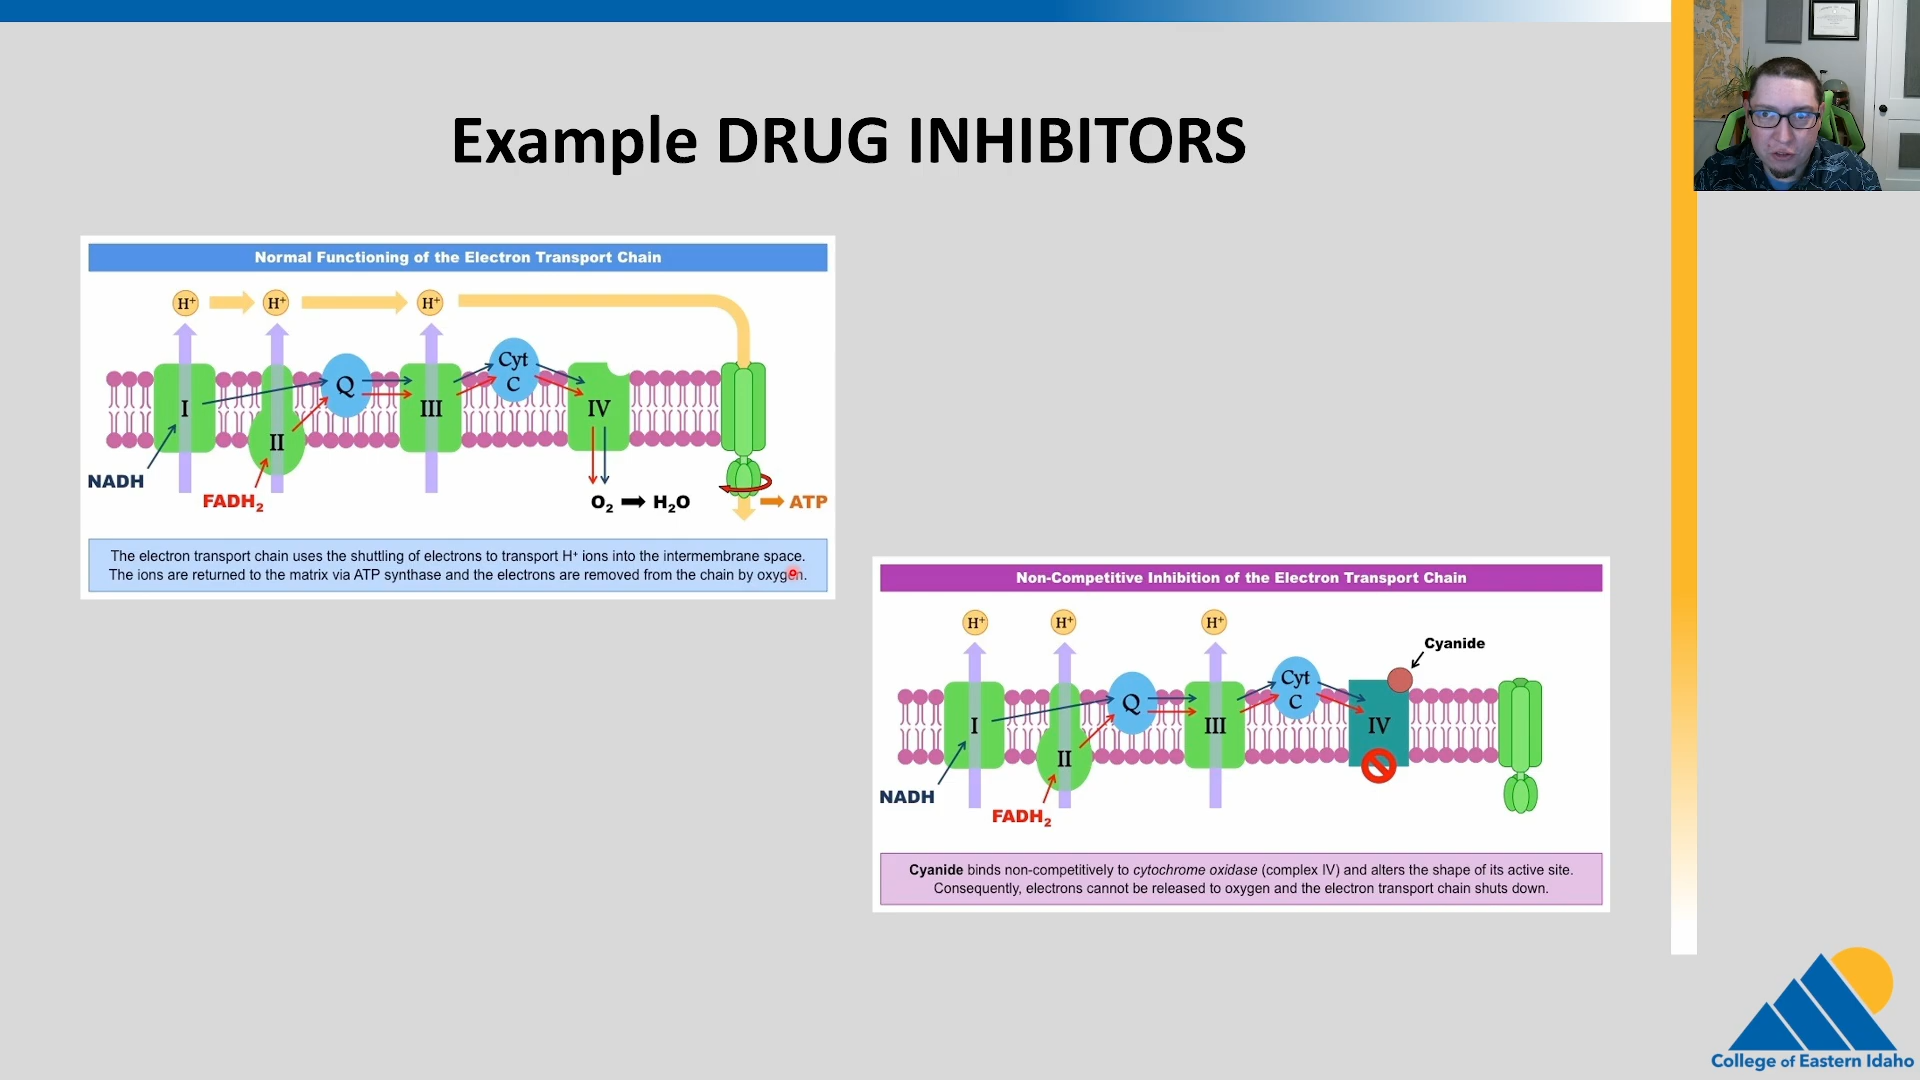 Example DRUG INHIBITORS
Normal Functioning of the Electron Transport Chain
H⁺ H⁺ H⁺
Cyt
C
Q
I
II
III
IV
NADH
FADH₂
O₂ ➡ H₂O
➡ ATP
The electron transport chain uses the shuttling of electrons to transport H⁺ ions into the intermembrane space.
The ions are returned to the matrix via ATP synthase and the electrons are removed from the chain by oxygen.
Non-Competitive Inhibition of the Electron Transport Chain
H⁺ H⁺ H⁺
Cyanide
Cyt
C
Q
I
II
III
IV
NADH
FADH₂
Cyanide binds non-competitively to cytochrome oxidase (complex IV) and alters the shape of its active site.
Consequently, electrons cannot be released to oxygen and the electron transport chain shuts down.
College of Eastern Idaho